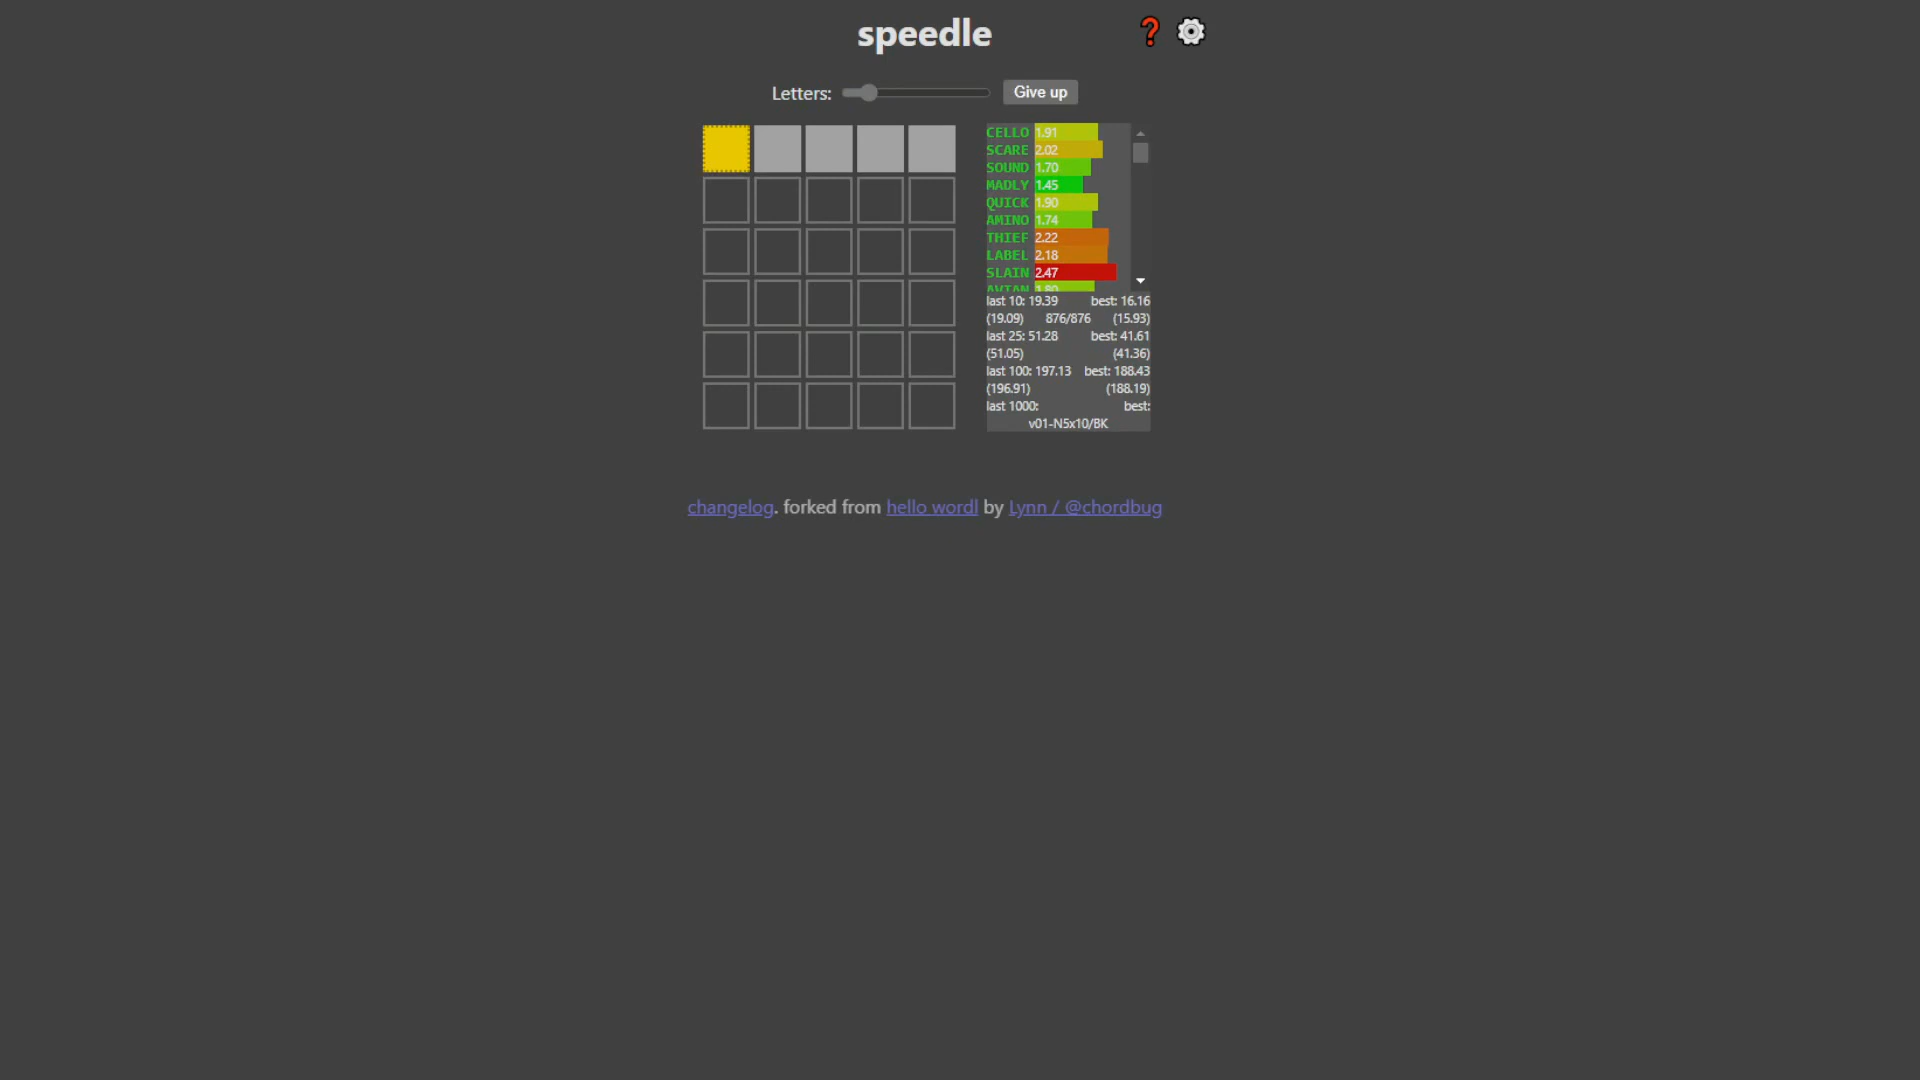 speedle
Letters: Give up
CELLO 1.91
SCARE 2.02
SOUND 1.70
MADLY 1.45
QUICK 1.90
AMINO 1.74
THIEF 2.22
LABEL 2.18
SLAIN 2.47
AVIAN 1.80
last 10: 19.39 best: 16.16
(19.09) 876/876 (15.93)
last 25: 51.28 best: 41.61
(51.05) (41.36)
last 100: 197.13 best: 188.43
(196.91) (188.19)
last 1000: best:
v01-N5x10/BK
changelog. forked from hello wordl by Lynn / @chordbug